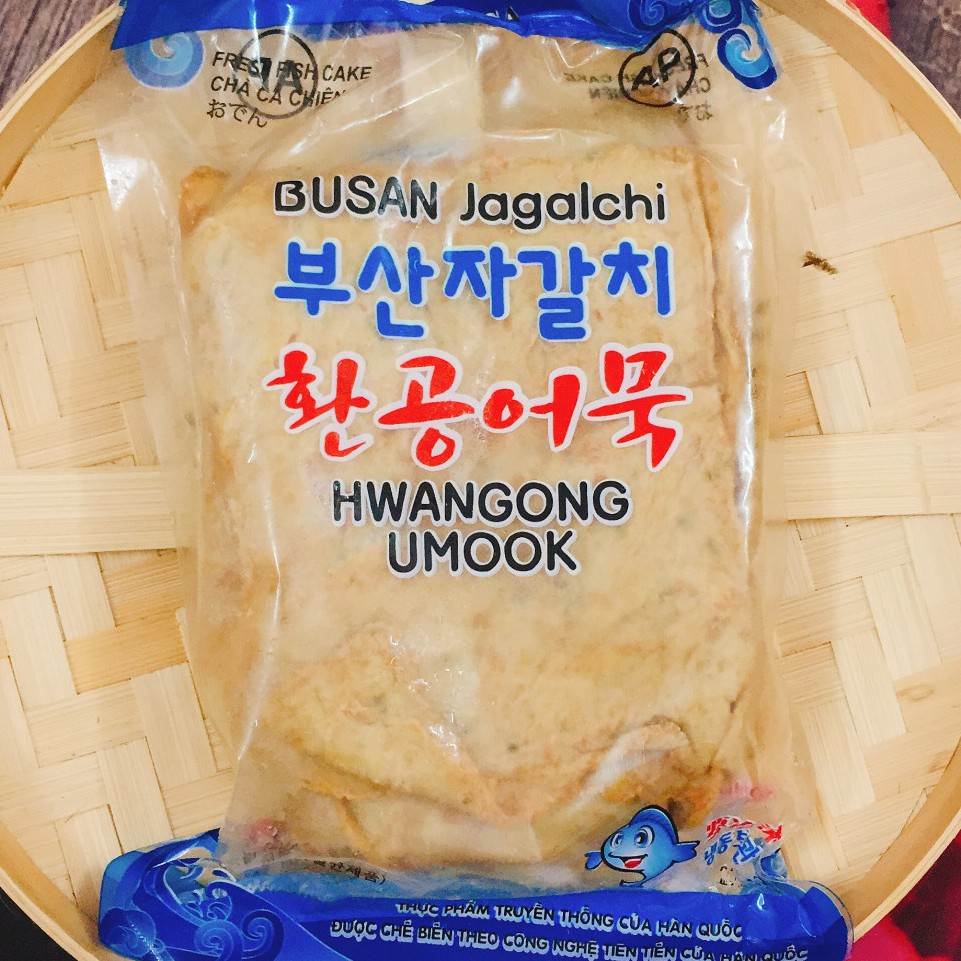 1A
FRESH FISH CAKE
CHẢ CÁ CHIÊN
おでん
AP
BUSAN Jagalchi
부산자갈치
환공어묵
HWANGONG
UMOOK
THỰC PHẨM TRUYỀN THỐNG CỦA HÀN QUỐC
ĐƯỢC CHẾ BIẾN THEO CÔNG NGHỆ TIÊN TIẾN CỦA HÀN QUỐC